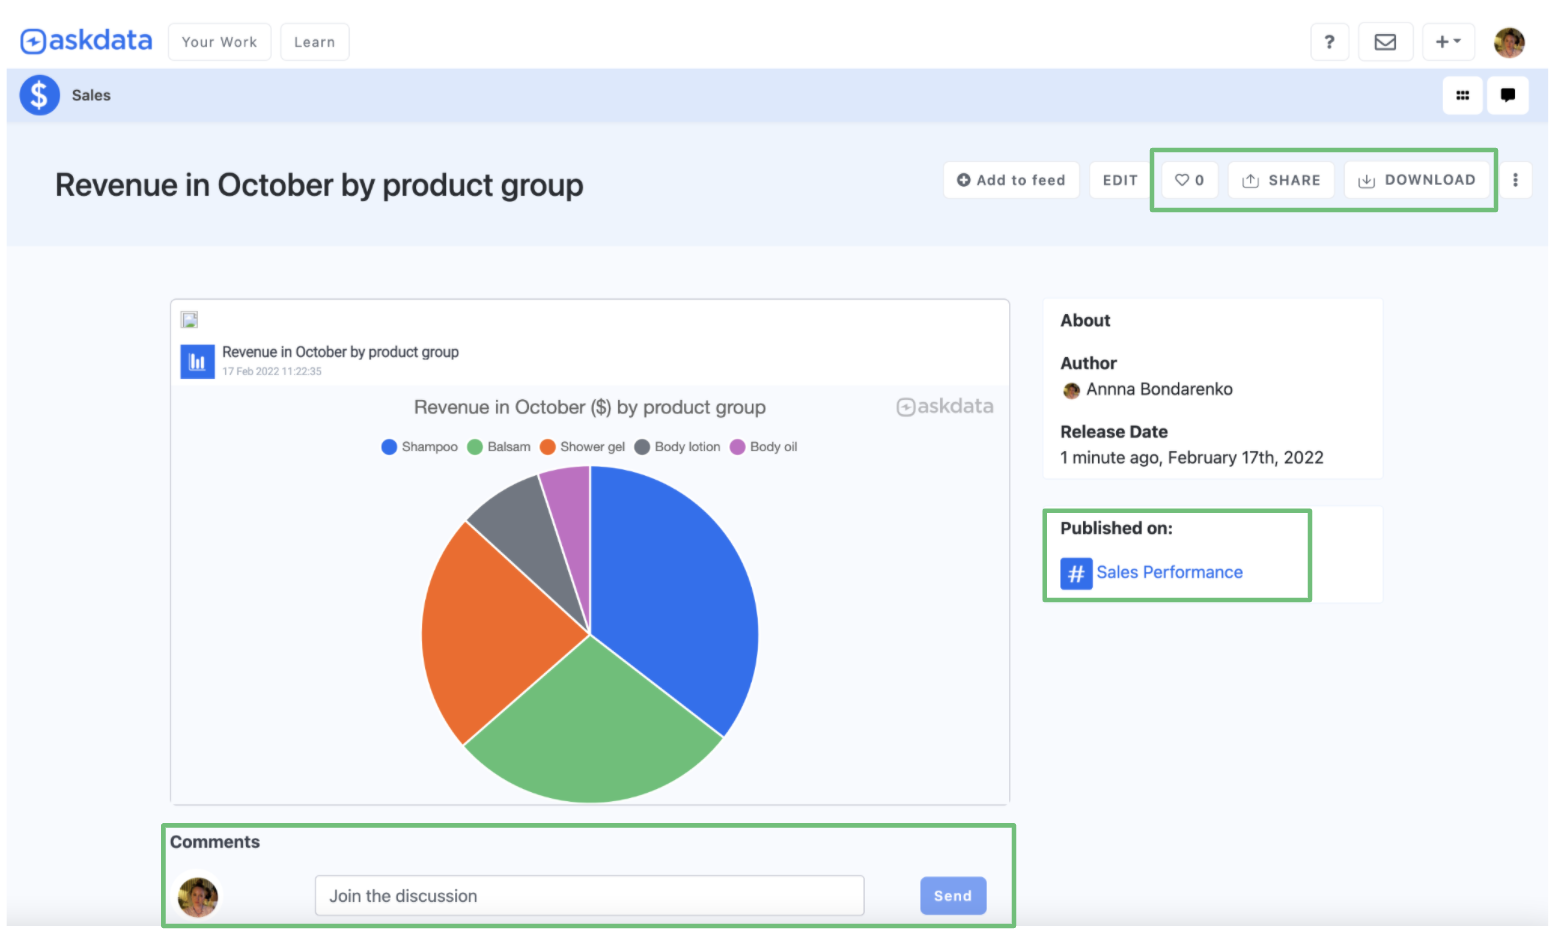 askdata Your Work Learn ? +
$ Sales
Revenue in October by product group
Add to feed EDIT 0 SHARE DOWNLOAD
Revenue in October by product group
17 Feb 2022 11:22:35
Revenue in October ($) by product group
askdata
Shampoo Balsam Shower gel Body lotion Body oil
About
Author
Annna Bondarenko
Release Date
1 minute ago, February 17th, 2022
Published on:
# Sales Performance
Comments
Join the discussion Send